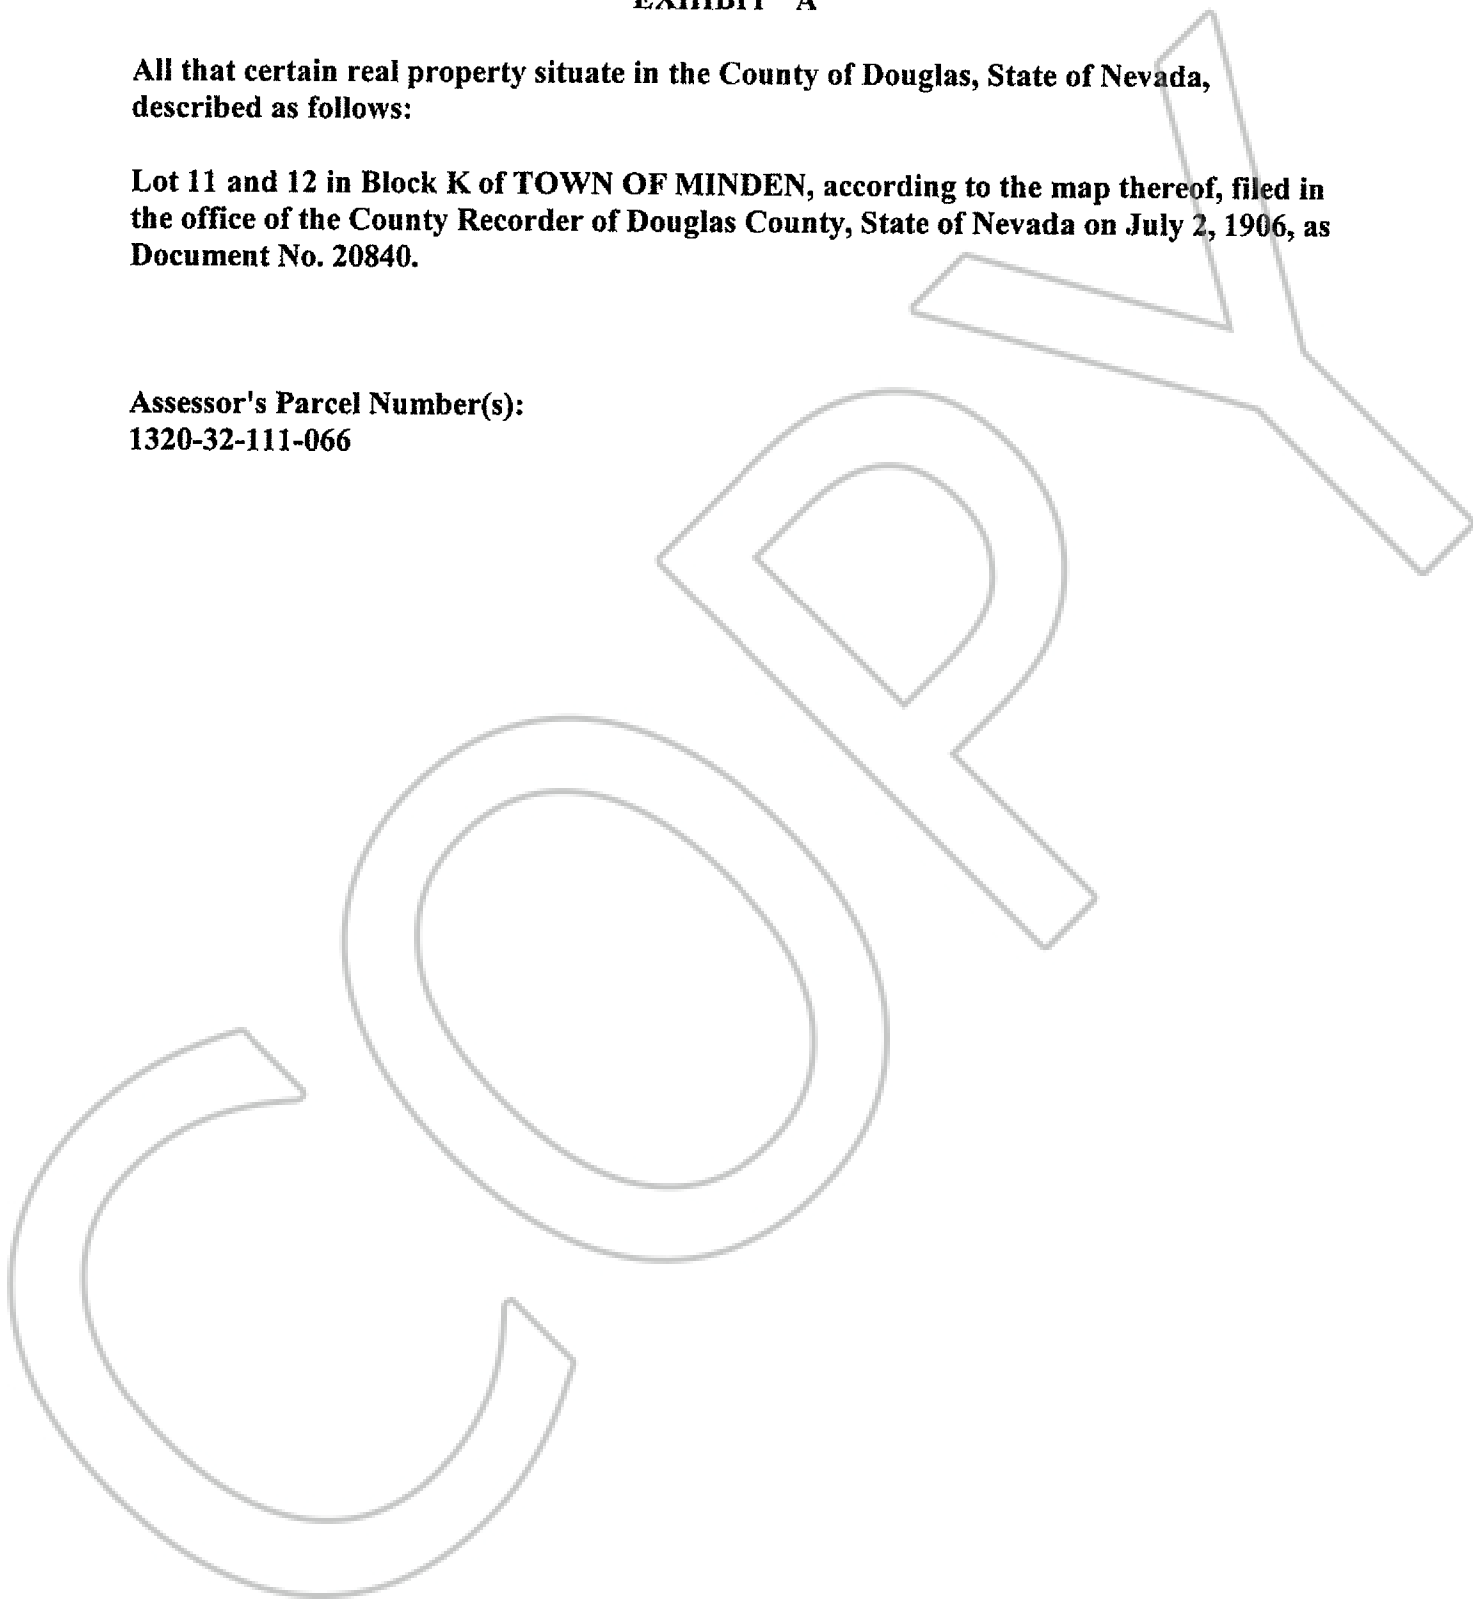 EXHIBIT "A"
All that certain real property situate in the County of Douglas, State of Nevada,
described as follows:
Lot 11 and 12 in Block K of TOWN OF MINDEN, according to the map thereof, filed in
the office of the County Recorder of Douglas County, State of Nevada on July 2, 1906, as
Document No. 20840.
Assessor's Parcel Number(s):
1320-32-111-066
COPY